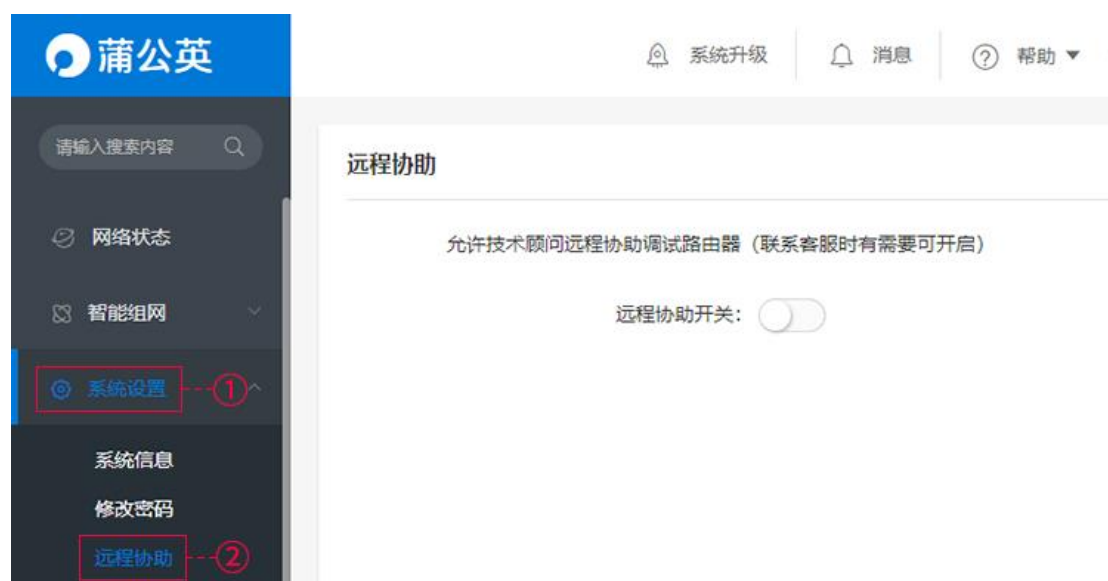 蒲公英
系统升级
消息
帮助
请输入搜索内容
远程协助
网络状态
允许技术顾问远程协助调试路由器（联系客服时有需要可开启）
智能组网
远程协助开关：
系统设置 ①
系统信息
修改密码
远程协助 ②